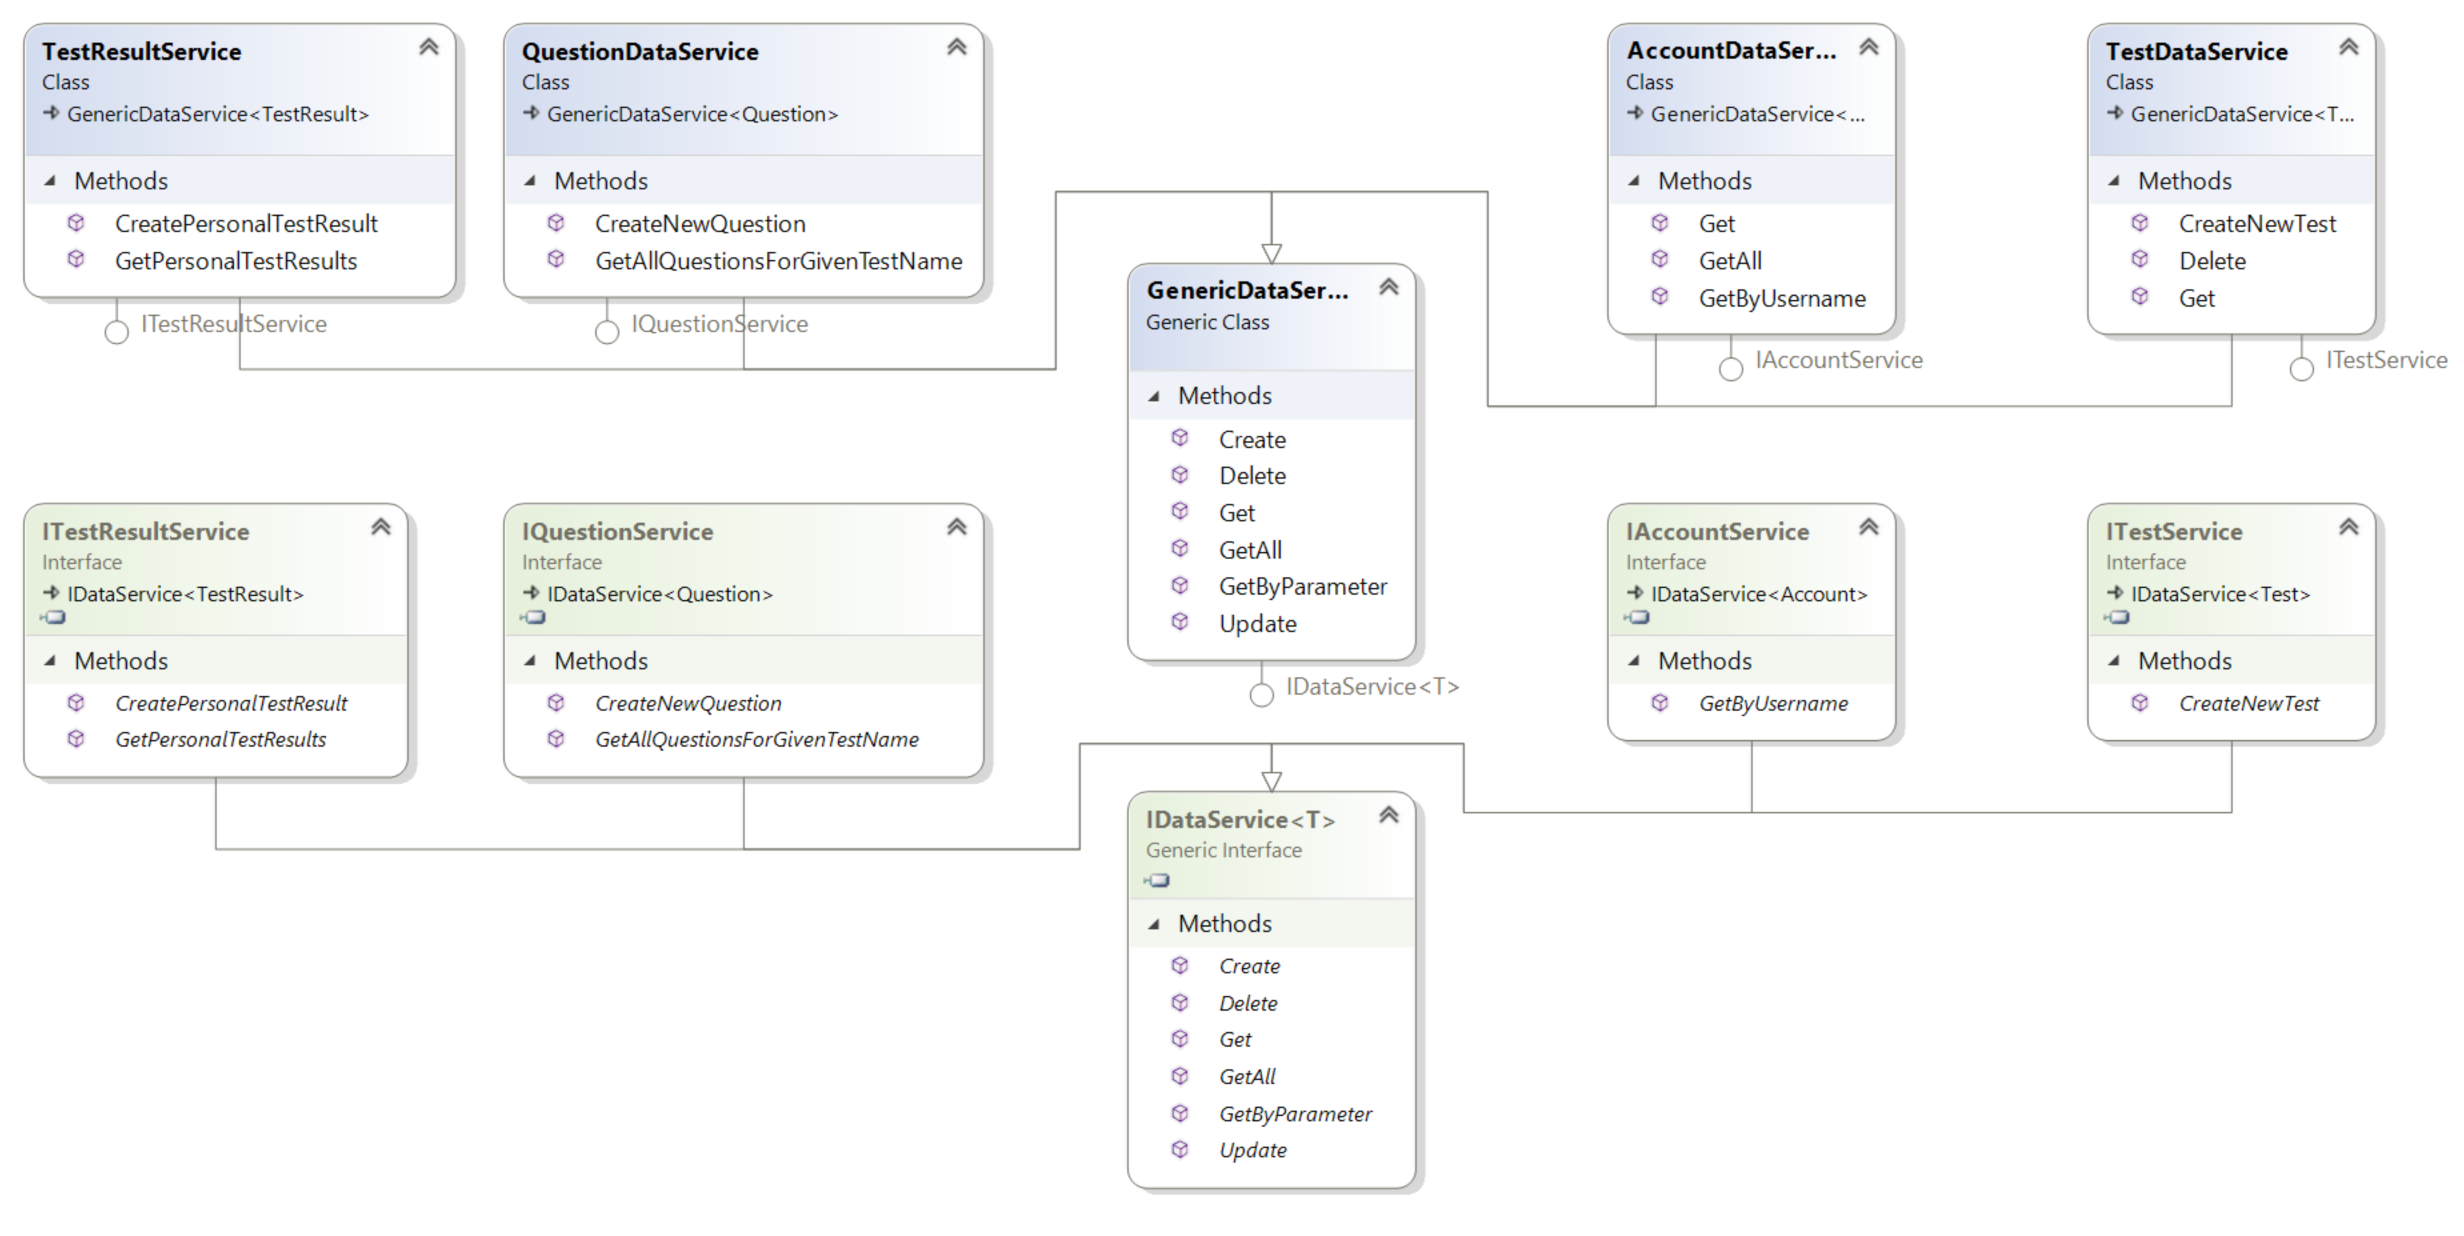 TestResultService
Class
GenericDataService<TestResult>
Methods
CreatePersonalTestResult
GetPersonalTestResults
ITestResultService
QuestionDataService
Class
GenericDataService<Question>
Methods
CreateNewQuestion
GetAllQuestionsForGivenTestName
IQuestionService
GenericDataSer...
Generic Class
Methods
Create
Delete
Get
GetAll
GetByParameter
Update
IDataService<T>
AccountDataSer...
Class
GenericDataService<...
Methods
Get
GetAll
GetByUsername
IAccountService
TestDataService
Class
GenericDataService<T...
Methods
CreateNewTest
Delete
Get
ITestService
ITestResultService
Interface
IDataService<TestResult>
Methods
CreatePersonalTestResult
GetPersonalTestResults
IQuestionService
Interface
IDataService<Question>
Methods
CreateNewQuestion
GetAllQuestionsForGivenTestName
IDataService<T>
Generic Interface
Methods
Create
Delete
Get
GetAll
GetByParameter
Update
IAccountService
Interface
IDataService<Account>
Methods
GetByUsername
ITestService
Interface
IDataService<Test>
Methods
CreateNewTest